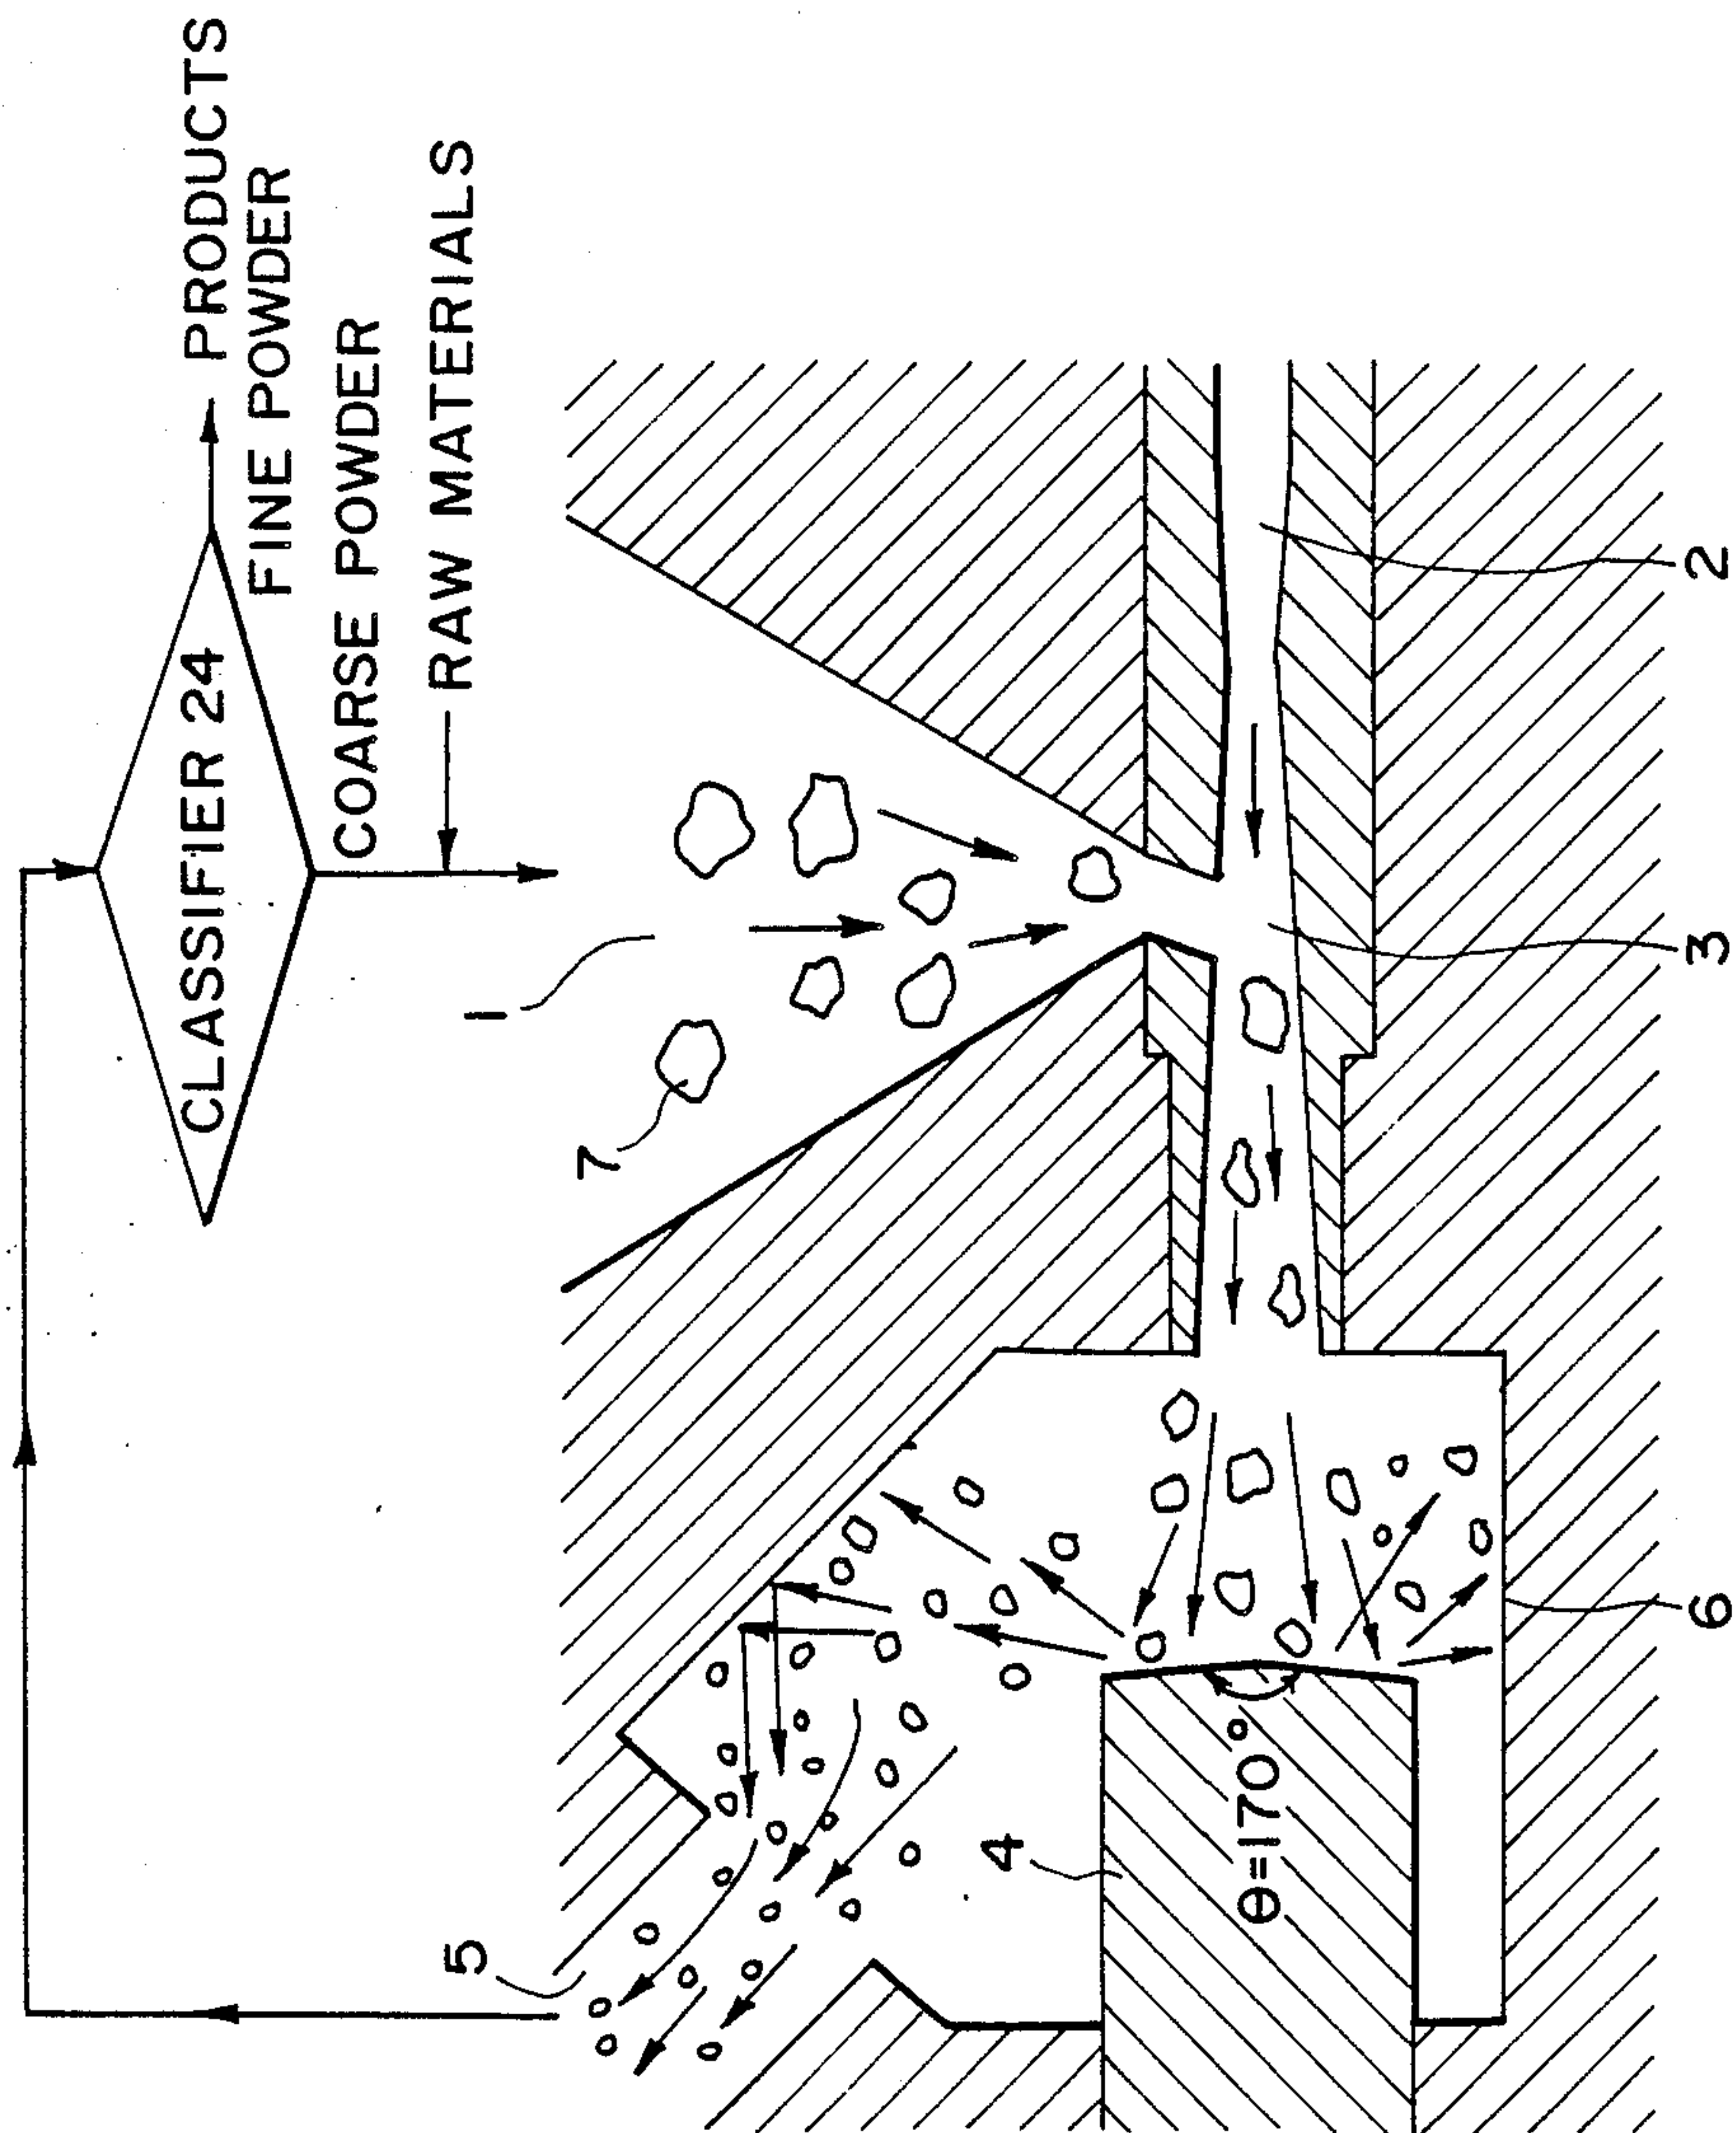 CLASSIFIER 24
PRODUCTS
FINE POWDER
COARSE POWDER
RAW MATERIALS
1
7
5
4
θ=170°
2
3
6